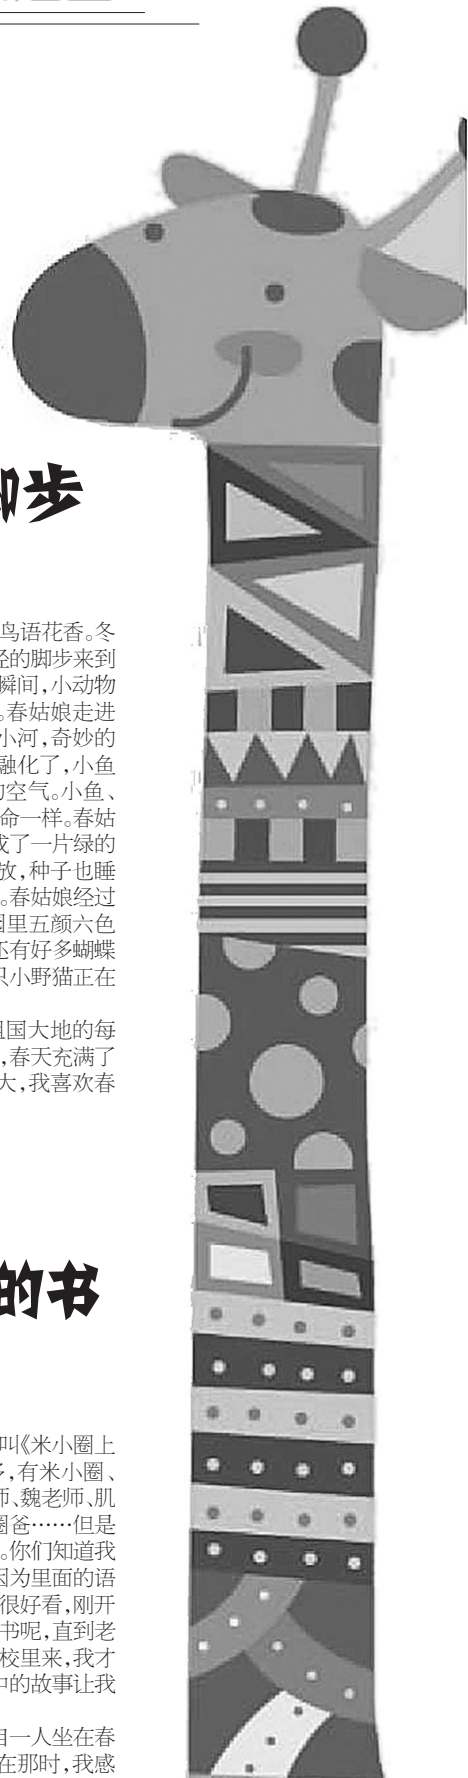 脚步
鸟语花香。冬
轻的脚步来到
瞬间,小动物
。春姑娘走进
小河,奇妙的
融化了,小鱼
的空气。小鱼、
命一样。春姑
成了一片绿的
放,种子也睡
。春姑娘经过
园里五颜六色
还有好多蝴蝶
只小野猫正在
祖国大地的每
,春天充满了
大,我喜欢春
的书
叫《米小圈上
多,有米小圈、
师、魏老师、肌
圈爸……但是
。你们知道我
因为里面的语
很好看,刚开
书呢,直到老
校里来,我才
中的故事让我
自一人坐在春
在那时,我感